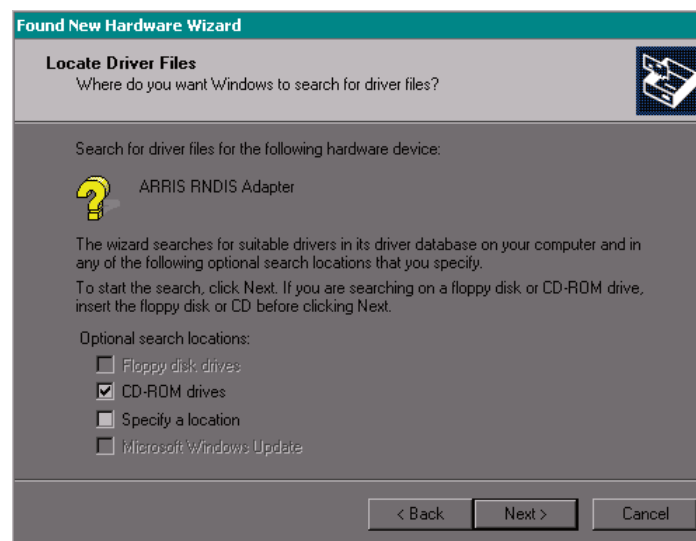 Found New Hardware Wizard
Locate Driver Files
Where do you want Windows to search for driver files?
Search for driver files for the following hardware device:
ARRIS RNDIS Adapter
The wizard searches for suitable drivers in its driver database on your computer and in
any of the following optional search locations that you specify.
To start the search, click Next. If you are searching on a floppy disk or CD-ROM drive,
insert the floppy disk or CD before clicking Next.
Optional search locations:
Floppy disk drives
CD-ROM drives
Specify a location
Microsoft Windows Update
< Back Next > Cancel